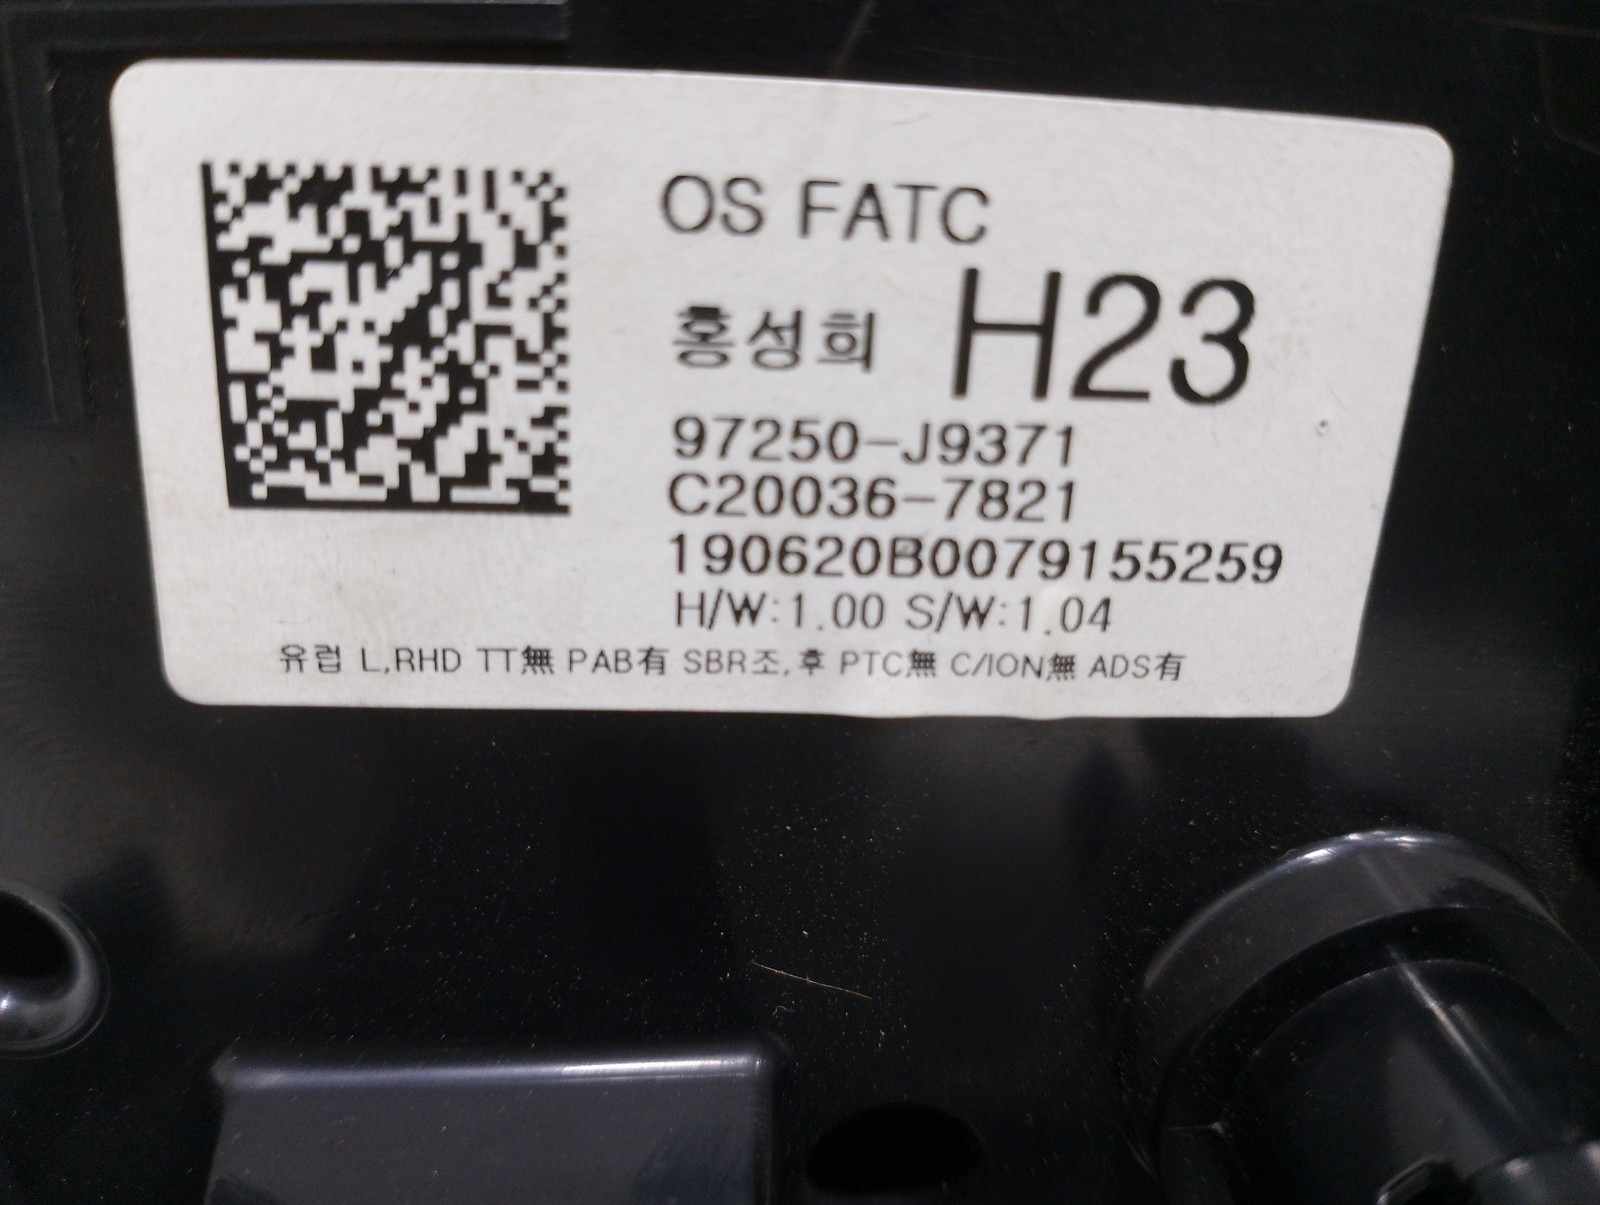 OS FATC
홍성희 H23
97250-J9371
C20036-7821
190620B0079155259
H/W:1.00 S/W:1.04
유럽 L,RHD TT無 PAB有 SBR조,후 PTC無 C/ION無 ADS有